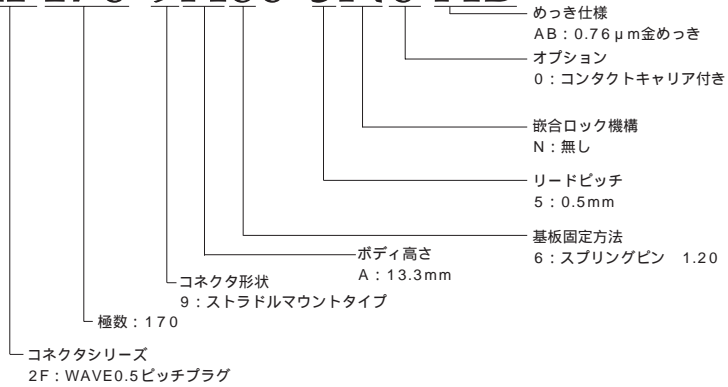 めっき仕様
AB：0.76μm金めっき
オプション
0：コンタクトキャリア付き
嵌合ロック機構
N：無し
リードピッチ
5：0.5mm
基板固定方法
6：スプリングピン　1.20
ボディ高さ
A：13.3mm
コネクタ形状
9：ストラドルマウントタイプ
極数：170
コネクタシリーズ
2F：WAVE0.5ピッチプラグ